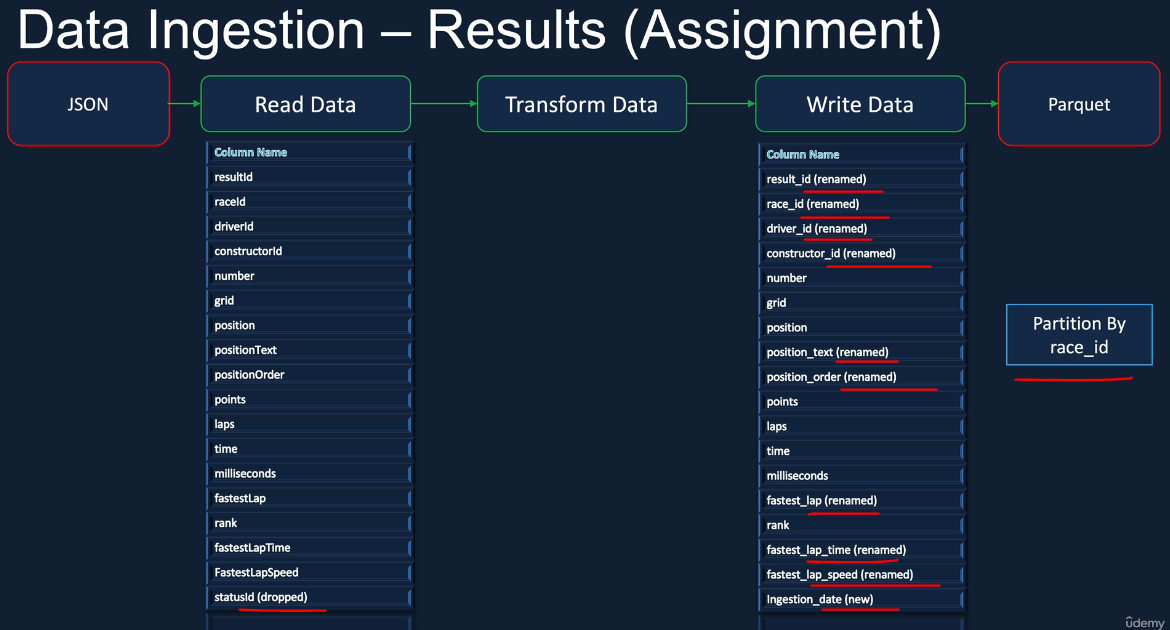 Data Ingestion – Results (Assignment)
JSON
Read Data
Transform Data
Write Data
Parquet
Column Name
resultId
raceId
driverId
constructorId
number
grid
position
positionText
positionOrder
points
laps
time
milliseconds
fastestLap
rank
fastestLapTime
FastestLapSpeed
statusId (dropped)
Column Name
result_id (renamed)
race_id (renamed)
driver_id (renamed)
constructor_id (renamed)
number
grid
position
position_text (renamed)
position_order (renamed)
points
laps
time
milliseconds
fastest_lap (renamed)
rank
fastest_lap_time (renamed)
fastest_lap_speed (renamed)
Ingestion_date (new)
Partition By
race_id
ûdemy